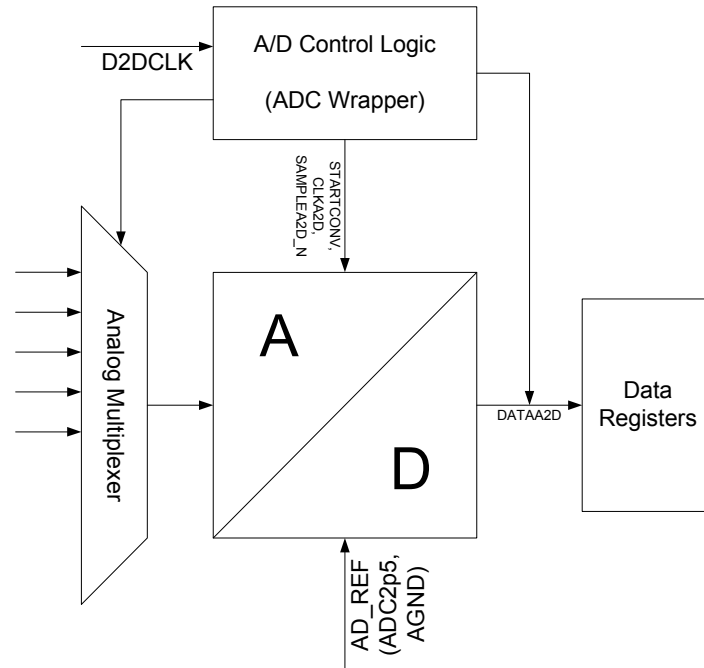 A/D Control Logic
(ADC Wrapper)
D2DCLK
STARTCONV,
CLKA2D,
SAMPLEA2D_N
Analog Multiplexer
A
D
DATAA2D
Data
Registers
AD_REF
(ADC2p5,
AGND)